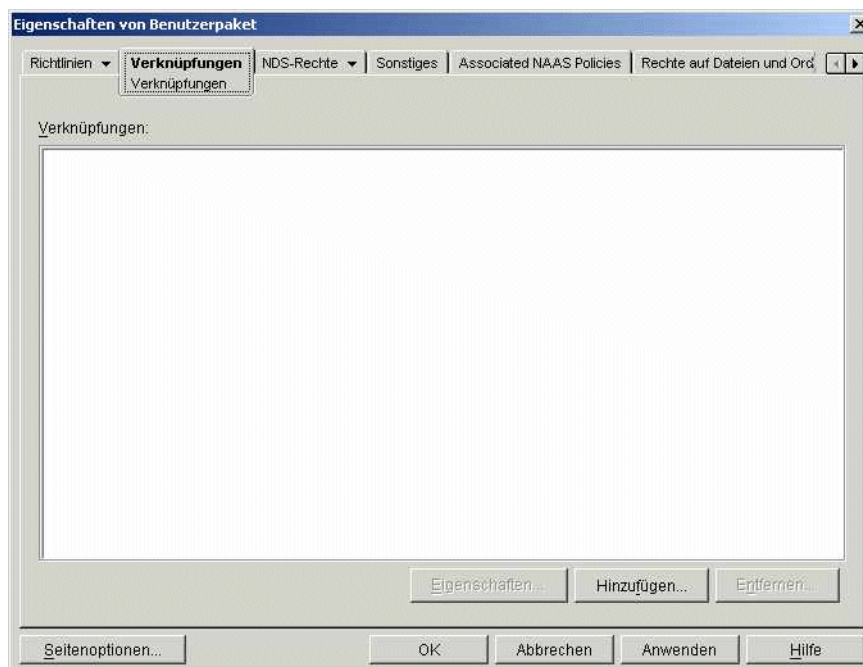 Eigenschaften von Benutzerpaket
Richtlinien Verknüpfungen NDS-Rechte Sonstiges Associated NAAS Policies Rechte auf Dateien und Ord
Verknüpfungen
Verknüpfungen:
Eigenschaften... Hinzufügen... Entfernen...
Seitenoptionen... OK Abbrechen Anwenden Hilfe